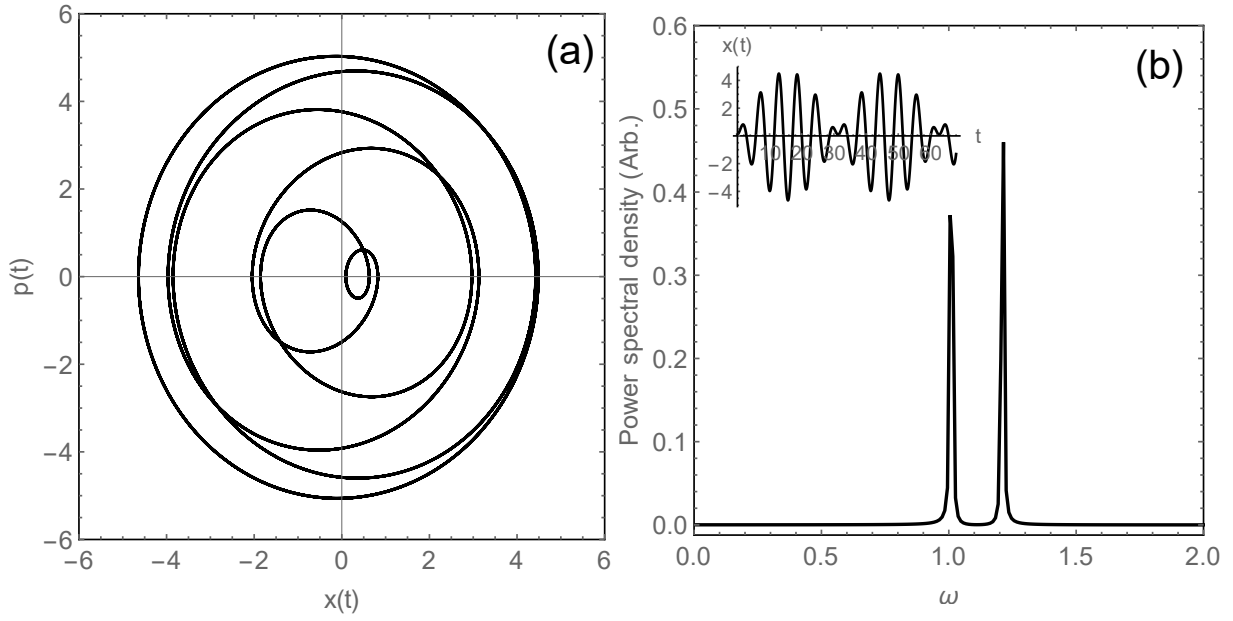 (a)
6
4
2
0
−2
−4
−6
−6 −4 −2 0 2 4 6
p(t)
x(t)
(b)
0.6
0.5
0.4
0.3
0.2
0.1
0.0
0.0 0.5 1.0 1.5 2.0
Power spectral density (Arb.)
ω
x(t)
4
2
−2
−4
10 20 30 40 50 60
t